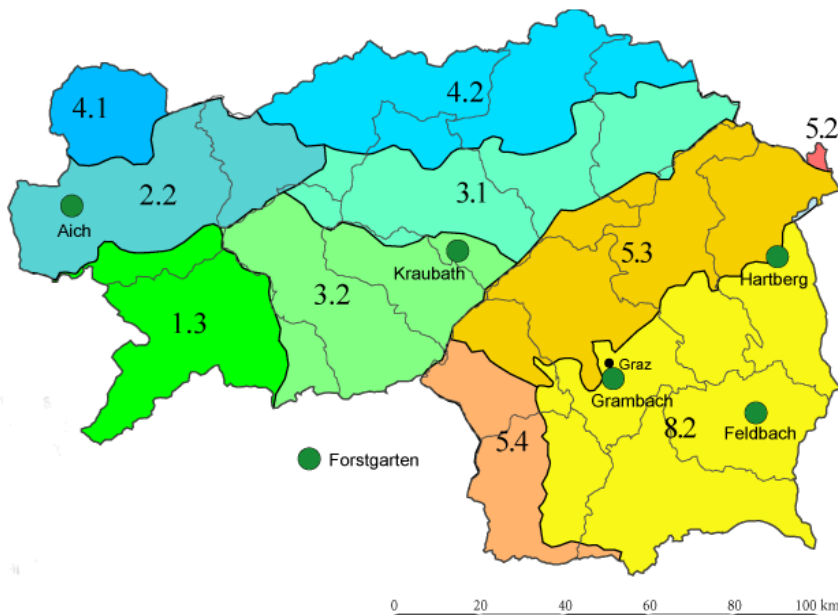 4.1
4.2
5.2
2.2
3.1
Aich
5.3
Kraubath
Hartberg
3.2
1.3
Graz
Grambach
8.2
Feldbach
5.4
Forstgarten
0 20 40 60 80 100 km